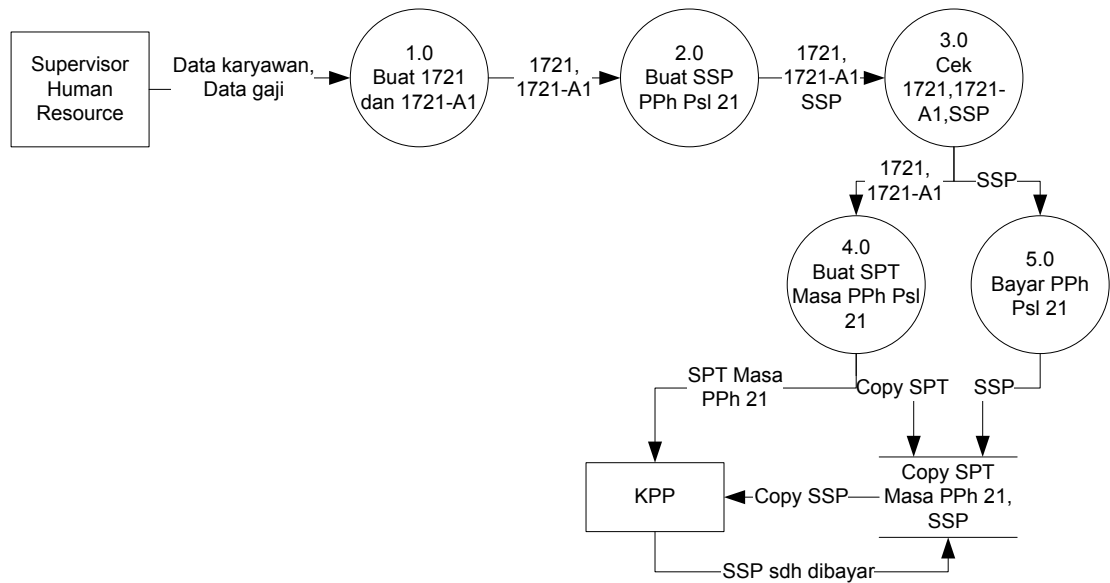 Supervisor
Human
Resource
Data karyawan,
Data gaji
1.0
Buat 1721
dan 1721-A1
1721,
1721-A1
2.0
Buat SSP
PPh Psl 21
1721,
1721-A1
SSP
3.0
Cek
1721,1721-
A1,SSP
1721,
1721-A1
SSP
4.0
Buat SPT
Masa PPh Psl
21
5.0
Bayar PPh
Psl 21
SPT Masa
PPh 21
Copy SPT
SSP
KPP
Copy SSP
Copy SPT
Masa PPh 21,
SSP
SSP sdh dibayar